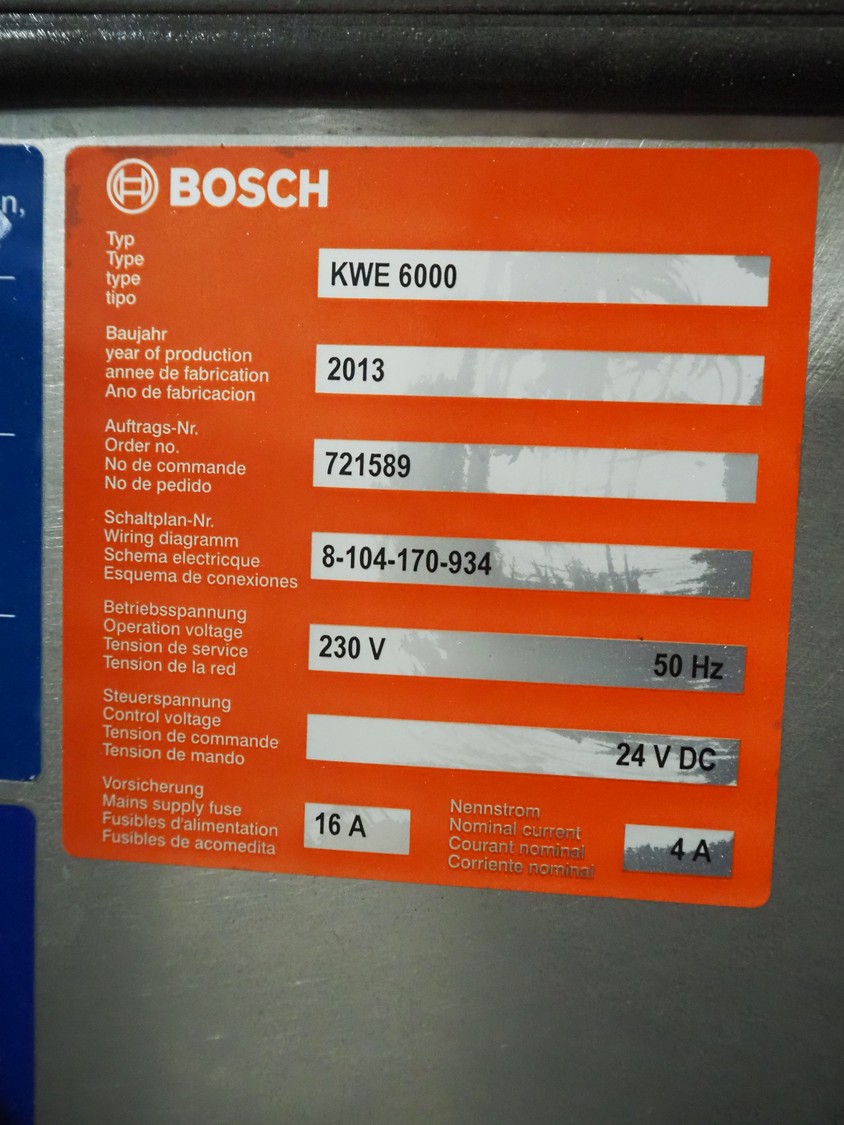 n,
BOSCH
Typ
Type
type
tipo
KWE 6000
Baujahr
year of production
annee de fabrication
Ano de fabricacion
2013
Auftrags-Nr.
Order no.
No de commande
No de pedido
721589
Schaltplan-Nr.
Wiring diagramm
Schema electricque
Esquema de conexiones
8-104-170-934
Betriebsspannung
Operation voltage
Tension de service
Tension de la red
230 V 50 Hz
Steuerspannung
Control voltage
Tension de commande
Tension de mando
24 V DC
Vorsicherung
Mains supply fuse
Fusibles d'alimentation
Fusibles de acomedita
16 A
Nennstrom
Nominal current
Courant nominal
Corriente nominal
4 A